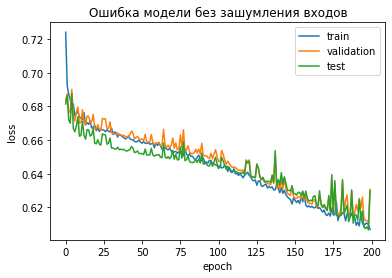 Ошибка модели без зашумления входов
train
validation
test
loss
0.72
0.70
0.68
0.66
0.64
0.62
0
25
50
75
100
125
150
175
200
epoch